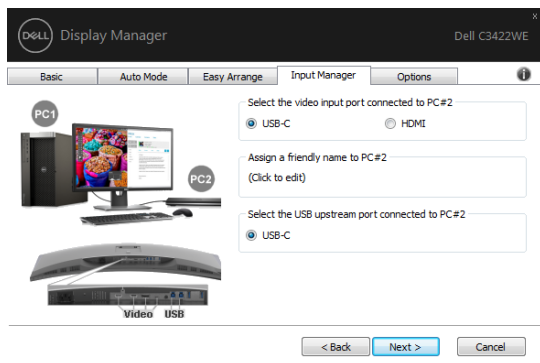 DELL Display Manager
x
Dell C3422WE
Basic Auto Mode Easy Arrange Input Manager Options
PC1
PC2
Video USB
Select the video input port connected to PC#2
USB-C HDMI
Assign a friendly name to PC#2
(Click to edit)
Select the USB upstream port connected to PC#2
USB-C
< Back Next > Cancel